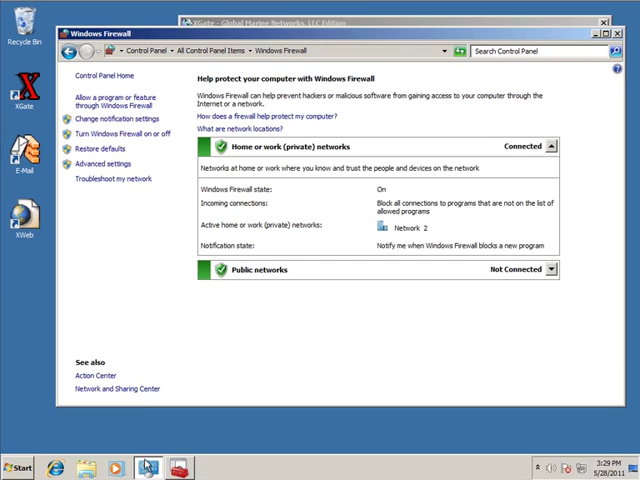 XGate - Global Marine Networks, LLC Edition
Windows Firewall
Control Panel
All Control Panel Items
Windows Firewall
Search Control Panel
Recycle Bin
XGate
E-Mail
XWeb
Control Panel Home
Allow a program or feature
through Windows Firewall
Change notification settings
Turn Windows Firewall on or off
Restore defaults
Advanced settings
Troubleshoot my network
See also
Action Center
Network and Sharing Center
Help protect your computer with Windows Firewall
Windows Firewall can help prevent hackers or malicious software from gaining access to your computer through the
Internet or a network.
How does a firewall help protect my computer?
What are network locations?
Home or work (private) networks Connected
Networks at home or work where you know and trust the people and devices on the network
Windows Firewall state: On
Incoming connections: Block all connections to programs that are not on the list of
allowed programs
Active home or work (private) networks: Network 2
Notification state: Notify me when Windows Firewall blocks a new program
Public networks Not Connected
Start
3:29 PM
5/28/2011